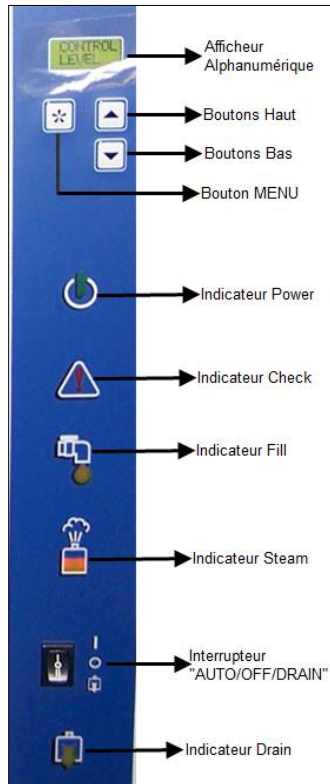 CONTROL
LEVEL
Afficheur
Alphanumérique
Boutons Haut
Boutons Bas
Bouton MENU
Indicateur Power
Indicateur Check
Indicateur Fill
Indicateur Steam
Interrupteur
"AUTO/OFF/DRAIN"
Indicateur Drain